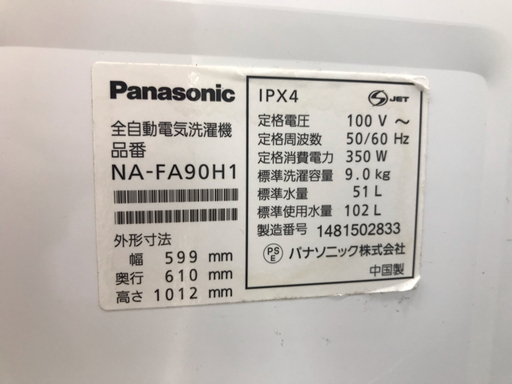 Panasonic
全自動電気洗濯機
品番
NA-FA90H1
外形寸法
幅 599 mm
奥行 610 mm
高さ 1012 mm
IPX4
S JET
定格電圧 100 V ~
定格周波数 50/60 Hz
定格消費電力 350 W
標準洗濯容量 9.0 kg
標準水量 51 L
標準使用水量 102 L
製造番号 1481502833
PS E パナソニック株式会社
中国製